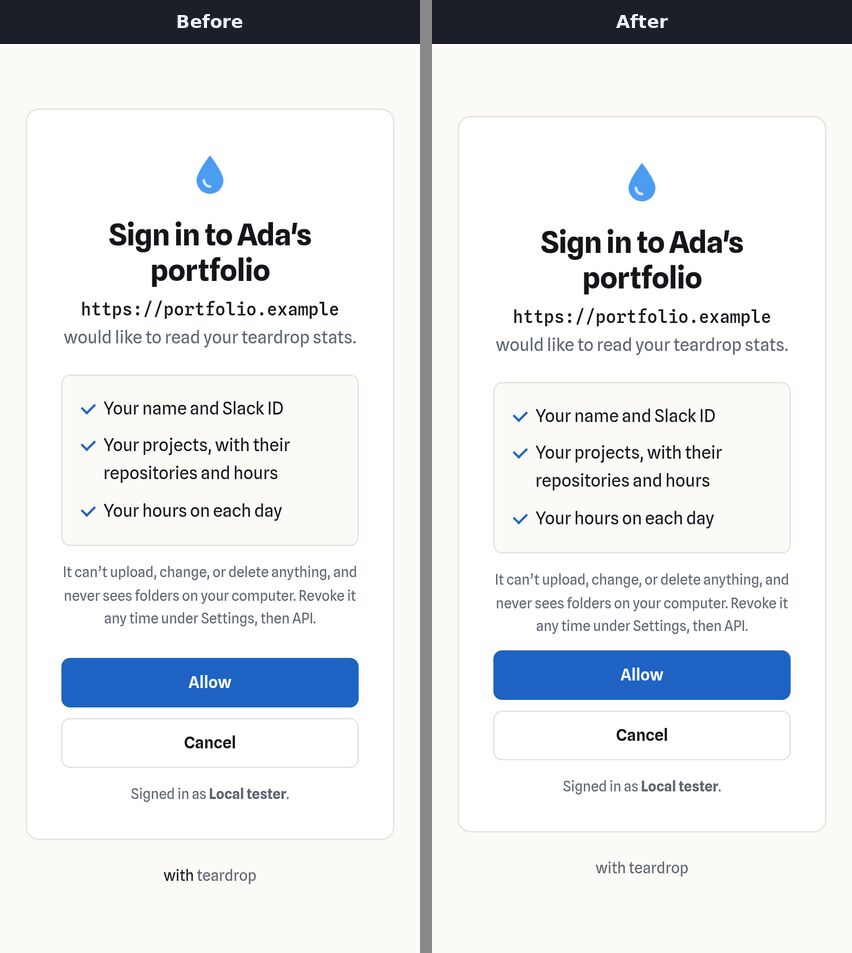 Before
Sign in to Ada's
portfolio
https://portfolio.example
would like to read your teardrop stats.
Your name and Slack ID
Your projects, with their
repositories and hours
Your hours on each day
It can’t upload, change, or delete anything, and
never sees folders on your computer. Revoke it
any time under Settings, then API.
Allow
Cancel
Signed in as Local tester.
with teardrop
After
Sign in to Ada's
portfolio
https://portfolio.example
would like to read your teardrop stats.
Your name and Slack ID
Your projects, with their
repositories and hours
Your hours on each day
It can’t upload, change, or delete anything, and
never sees folders on your computer. Revoke it
any time under Settings, then API.
Allow
Cancel
Signed in as Local tester.
with teardrop